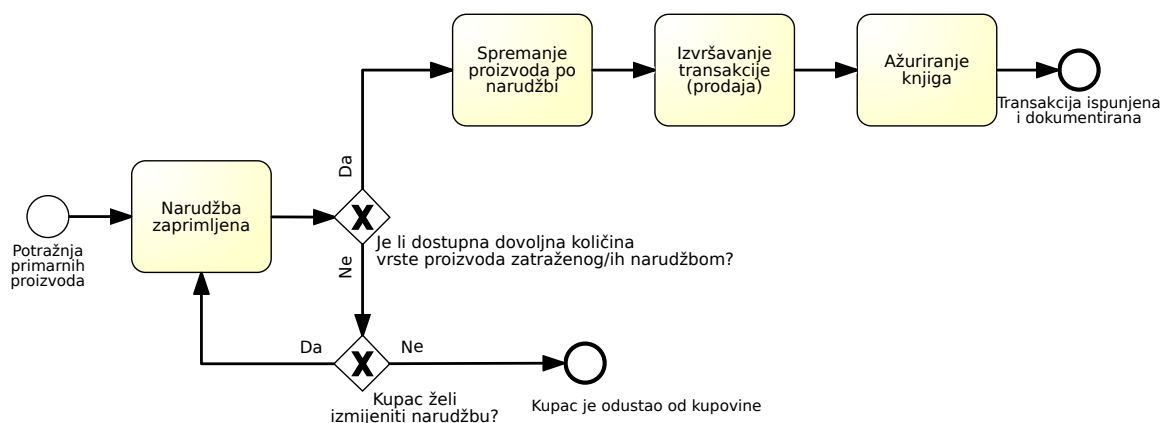 Spremanje
proizvoda po
narudžbi
Izvršavanje
transakcije
(prodaja)
Ažuriranje
knjiga
Transakcija ispunjena
i dokumentirana
Da
Narudžba
zaprimljena
Potražnja
primarnih
proizvoda
Je li dostupna dovoljna količina
vrste proizvoda zatraženog/ih narudžbom?
Ne
Da
Ne
Kupac želi
izmijeniti narudžbu?
Kupac je odustao od kupovine